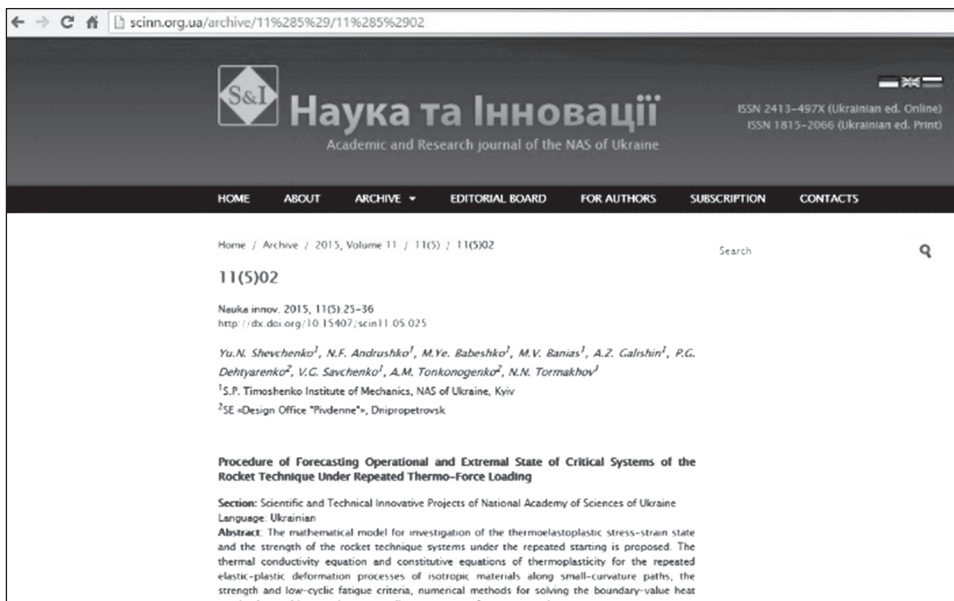 scinn.org.ua/archive/11%285%29/11%285%2902
S&I
Наука та Інновації
Academic and Research journal of the NAS of Ukraine
ISSN 2413-497X (Ukrainian ed. Online)
ISSN 1815-2066 (Ukrainian ed. Print)
HOME ABOUT ARCHIVE EDITORIAL BOARD FOR AUTHORS SUBSCRIPTION CONTACTS
Home / Archive / 2015, Volume 11 / 11(5) / 11(5)02
Search
11(5)02
Nauka innov. 2015, 11(5):25-36
http://dx.doi.org/10.15407/scin11.05.025
Yu.N. Shevchenko¹, N.F. Andrushko¹, M.Ye. Babeshko¹, M.V. Banias¹, A.Z. Galishin¹, P.G.
Dehtyarenko², V.G. Savchenko¹, A.M. Tonkonogenko², N.N. Tormakhov¹
¹S.P. Timoshenko Institute of Mechanics, NAS of Ukraine, Kyiv
²SE «Design Office "Pivdenne"», Dnipropetrovsk
Procedure of Forecasting Operational and Extremal State of Critical Systems of the
Rocket Technique Under Repeated Thermo-Force Loading
Section: Scientific and Technical Innovative Projects of National Academy of Sciences of Ukraine
Language: Ukrainian
Abstract: The mathematical model for investigation of the thermoelastoplastic stress-strain state
and the strength of the rocket technique systems under the repeated starting is proposed. The
thermal conductivity equation and constitutive equations of thermoplasticity for the repeated
elastic-plastic deformation processes of isotropic materials along small-curvature paths, the
strength and low-cyclic fatigue criteria, numerical methods for solving the boundary-value heat